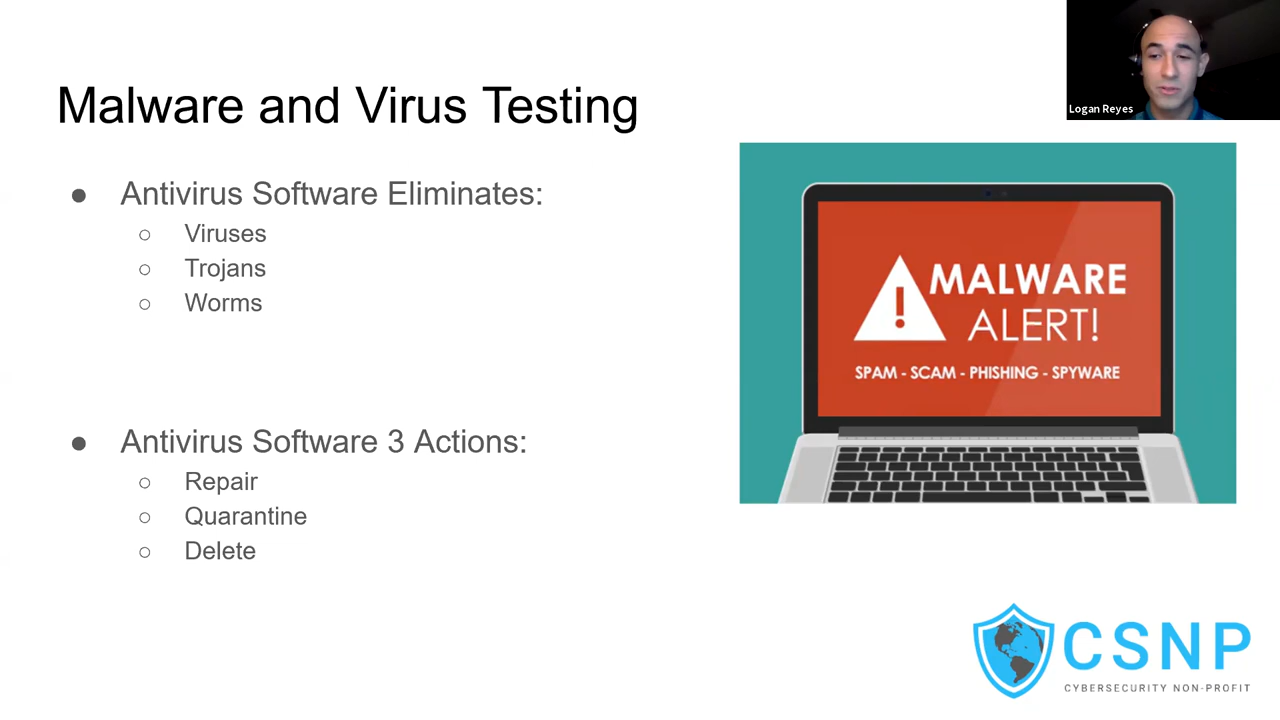 Malware and Virus Testing
Logan Reyes
● Antivirus Software Eliminates:
○ Viruses
○ Trojans
○ Worms
● Antivirus Software 3 Actions:
○ Repair
○ Quarantine
○ Delete
! MALWARE
ALERT!
SPAM - SCAM - PHISHING - SPYWARE
CSNP
CYBERSECURITY NON-PROFIT